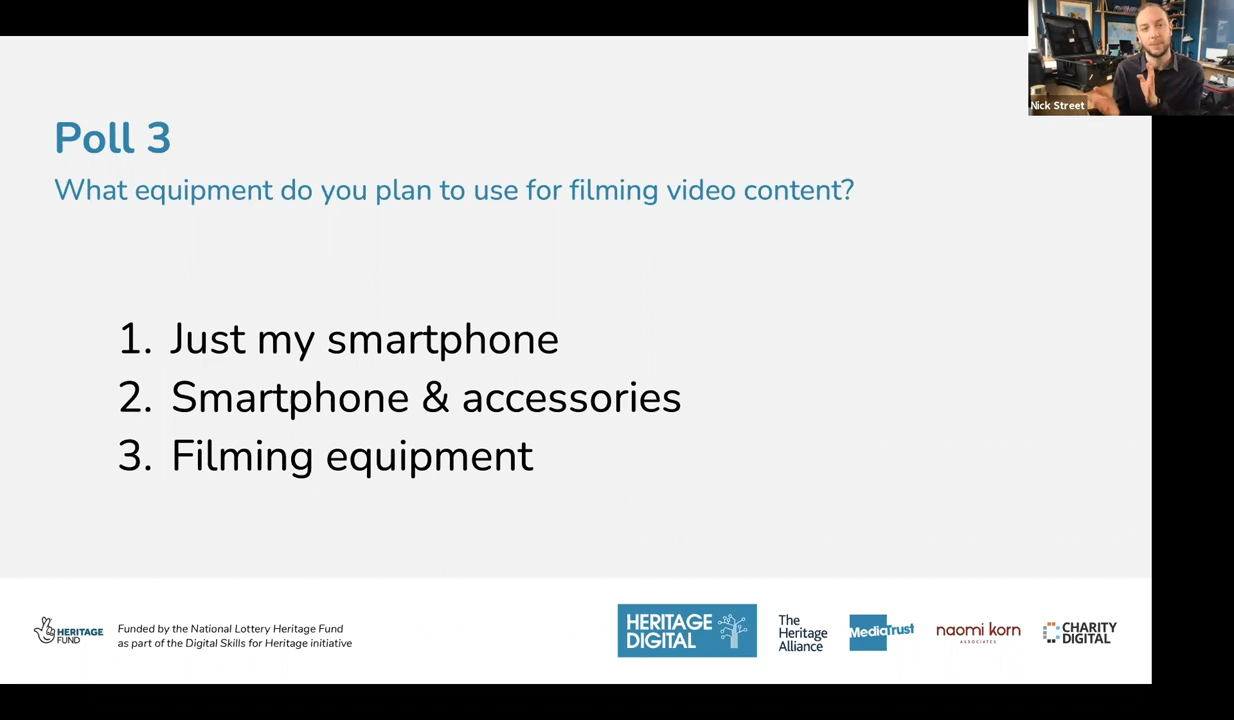 Nick Street
Poll 3
What equipment do you plan to use for filming video content?
1. Just my smartphone
2. Smartphone & accessories
3. Filming equipment
HERITAGE
FUND
Funded by the National Lottery Heritage Fund
as part of the Digital Skills for Heritage initiative
HERITAGE
DIGITAL
The
Heritage
Alliance
MediaTrust
naomi korn
ASSOCIATES
CHARITY
DIGITAL